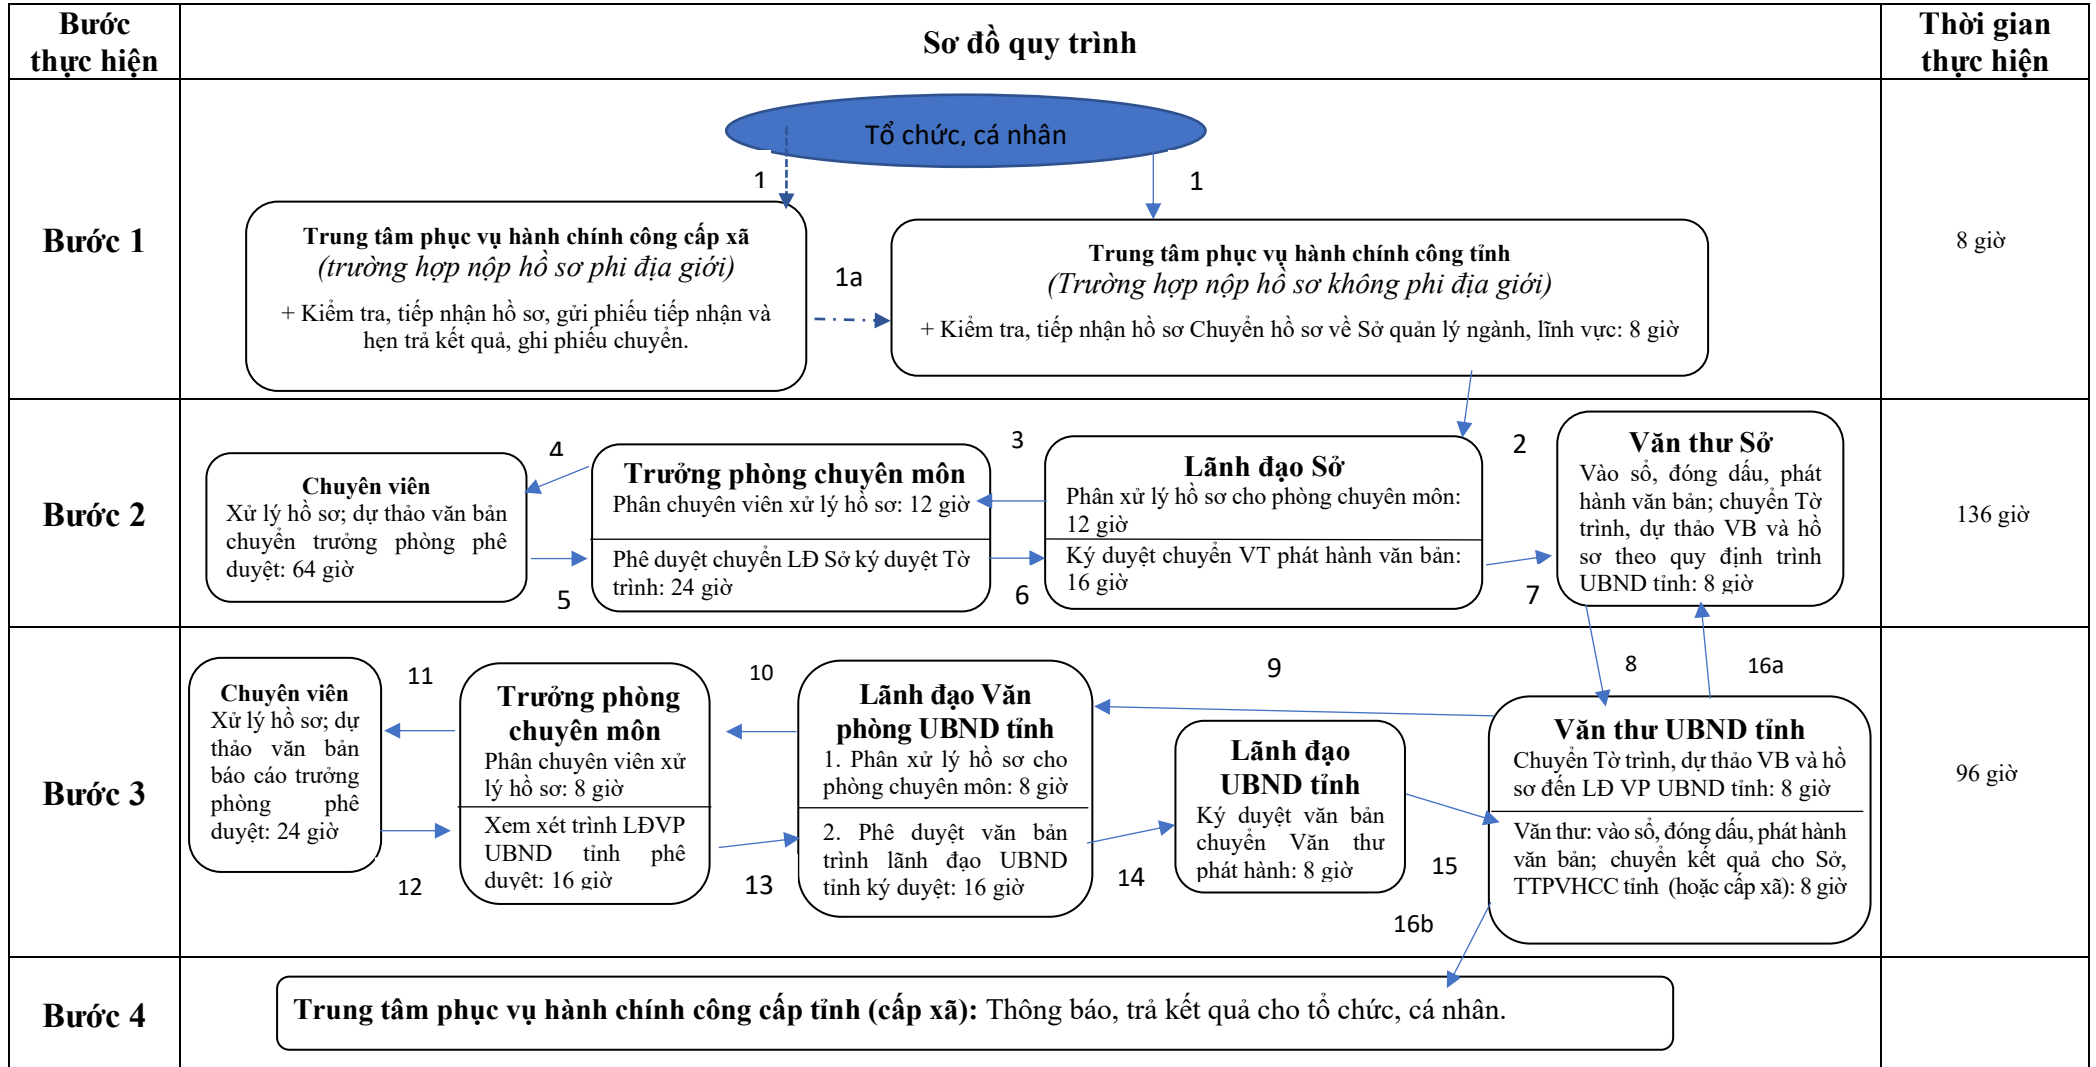 Bước
thực hiện
Sơ đồ quy trình
Thời gian
thực hiện
Bước 1
Tổ chức, cá nhân
1
1
Trung tâm phục vụ hành chính công cấp xã
(trường hợp nộp hồ sơ phi địa giới)
+ Kiểm tra, tiếp nhận hồ sơ, gửi phiếu tiếp nhận và
hẹn trả kết quả, ghi phiếu chuyển.
1a
Trung tâm phục vụ hành chính công tỉnh
(Trường hợp nộp hồ sơ không phi địa giới)
+ Kiểm tra, tiếp nhận hồ sơ Chuyển hồ sơ về Sở quản lý ngành, lĩnh vực: 8 giờ
8 giờ
Bước 2
Chuyên viên
Xử lý hồ sơ; dự thảo văn bản
chuyển trưởng phòng phê
duyệt: 64 giờ
4
5
Trưởng phòng chuyên môn
Phân chuyên viên xử lý hồ sơ: 12 giờ
Phê duyệt chuyển LĐ Sở ký duyệt Tờ
trình: 24 giờ
3
6
Lãnh đạo Sở
Phân xử lý hồ sơ cho phòng chuyên môn:
12 giờ
Ký duyệt chuyển VT phát hành văn bản:
16 giờ
2
7
Văn thư Sở
Vào sổ, đóng dấu, phát
hành văn bản; chuyển Tờ
trình, dự thảo VB và hồ
sơ theo quy định trình
UBND tỉnh: 8 giờ
136 giờ
Bước 3
Chuyên viên
Xử lý hồ sơ; dự
thảo văn bản
báo cáo trưởng
phòng phê
duyệt: 24 giờ
11
12
Trưởng phòng
chuyên môn
Phân chuyên viên xử
lý hồ sơ: 8 giờ
Xem xét trình LĐVP
UBND tỉnh phê
duyệt: 16 giờ
10
13
Lãnh đạo Văn
phòng UBND tỉnh
1. Phân xử lý hồ sơ cho
phòng chuyên môn: 8 giờ
2. Phê duyệt văn bản
trình lãnh đạo UBND
tỉnh ký duyệt: 16 giờ
9
14
Lãnh đạo
UBND tỉnh
Ký duyệt văn bản
chuyển Văn thư
phát hành: 8 giờ
15
16b
8
16a
Văn thư UBND tỉnh
Chuyển Tờ trình, dự thảo VB và hồ
sơ đến LĐ VP UBND tỉnh: 8 giờ
Văn thư: vào sổ, đóng dấu, phát hành
văn bản; chuyển kết quả cho Sở,
TTPVHCC tỉnh (hoặc cấp xã): 8 giờ
96 giờ
Bước 4
Trung tâm phục vụ hành chính công cấp tỉnh (cấp xã): Thông báo, trả kết quả cho tổ chức, cá nhân.